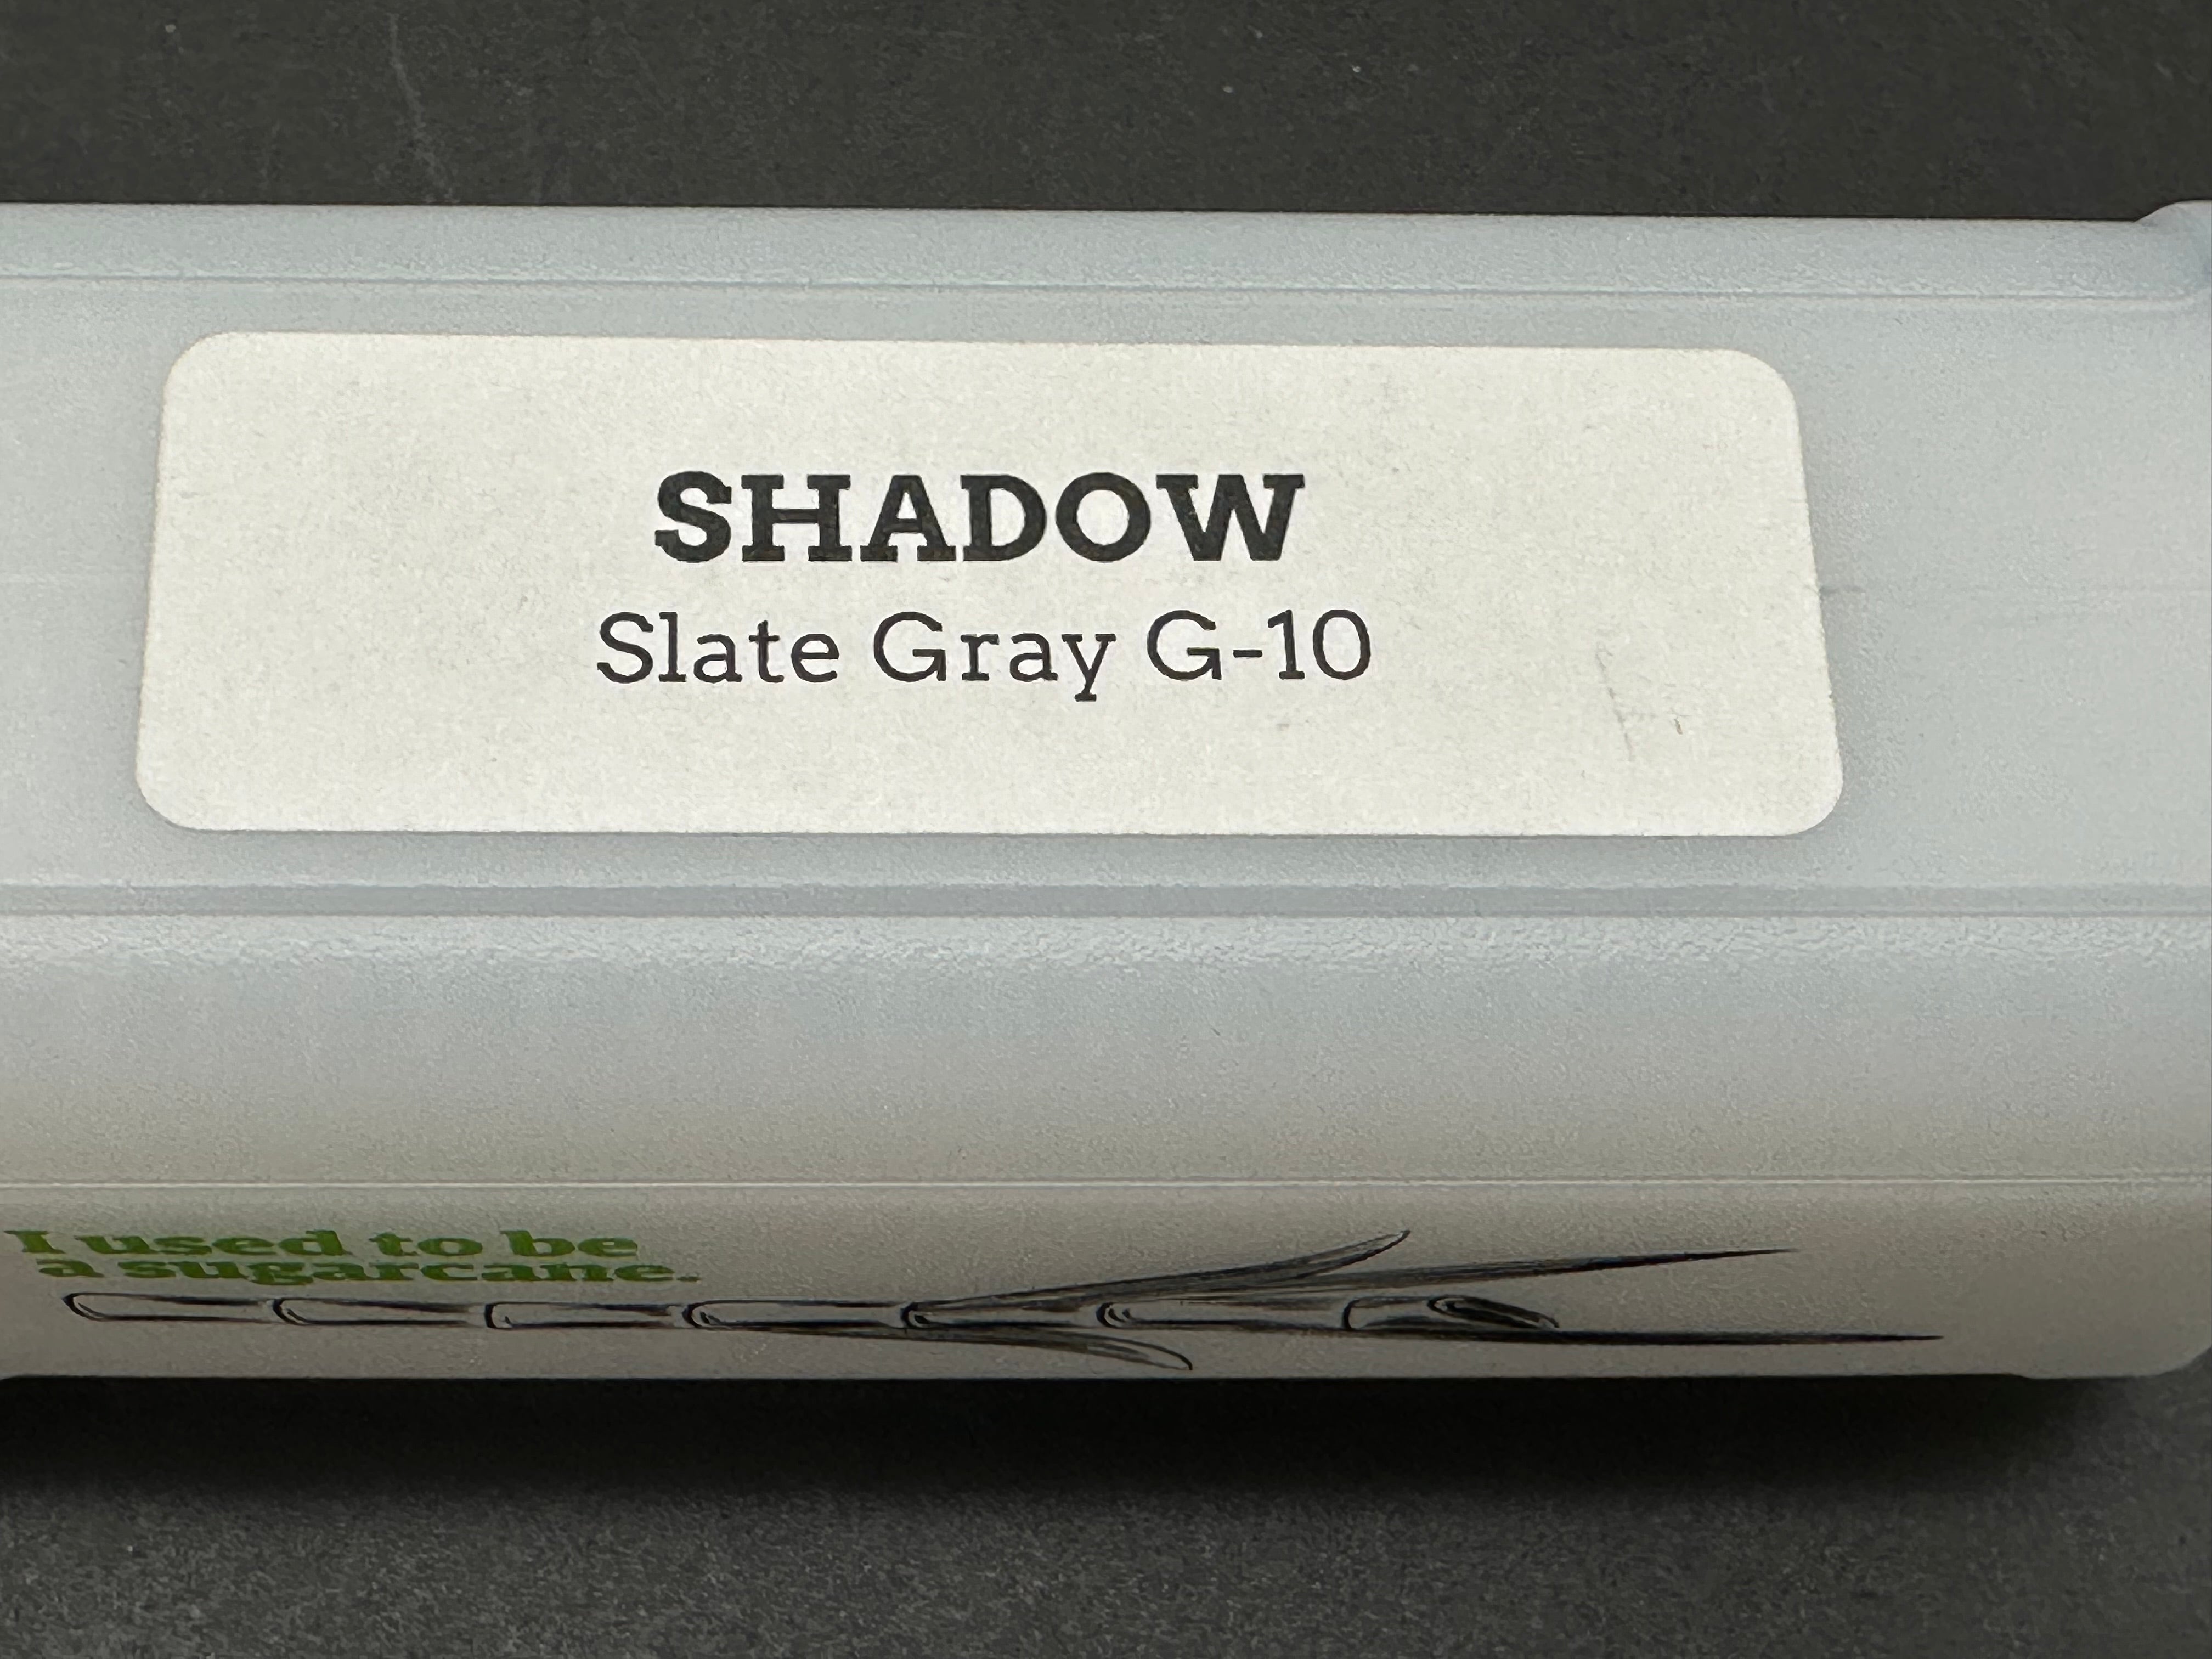 SHADOW
Slate Gray G-10
I used to be
a sugarcane.